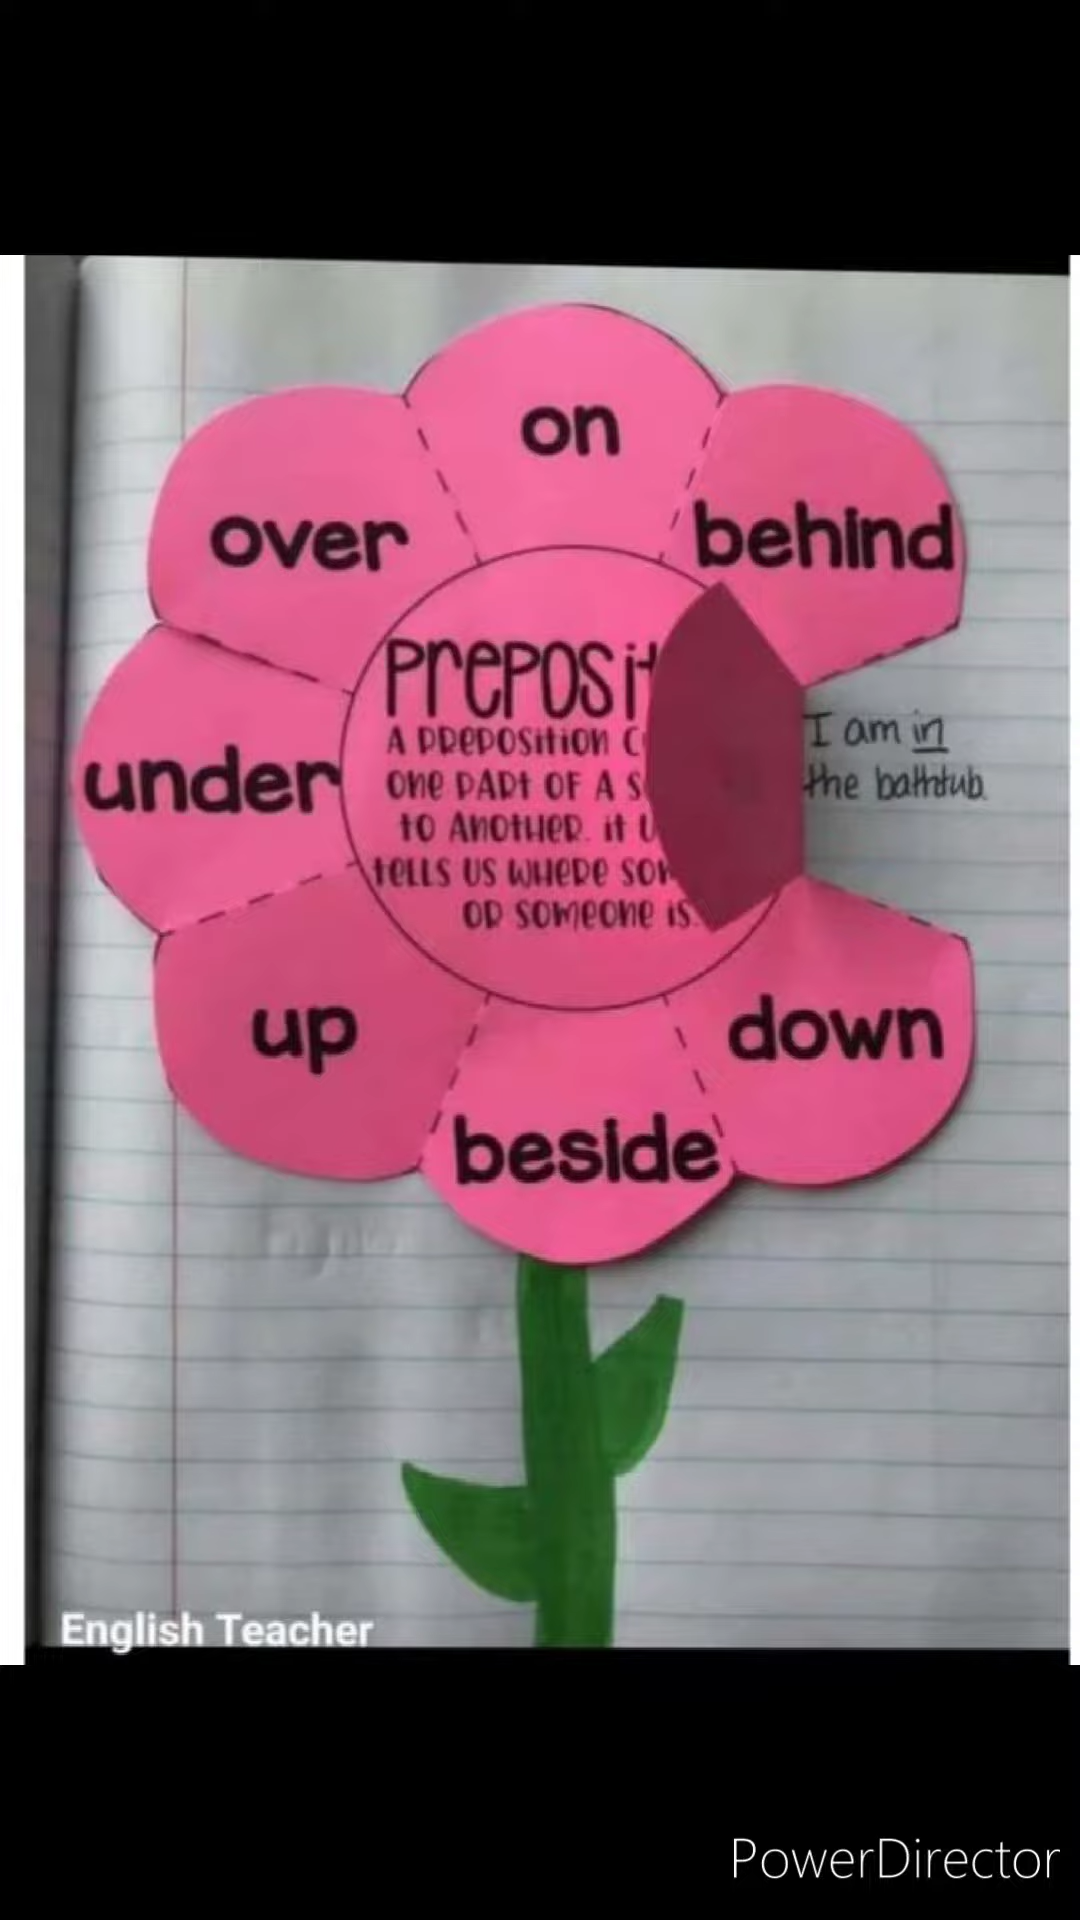 on
over
behind
PrePosit
A PrePosition C
one PArt OF A S
to Another. it U
tells us where som
or someone is.
I am in
the bathtub.
under
up
down
beside
English Teacher
PowerDirector